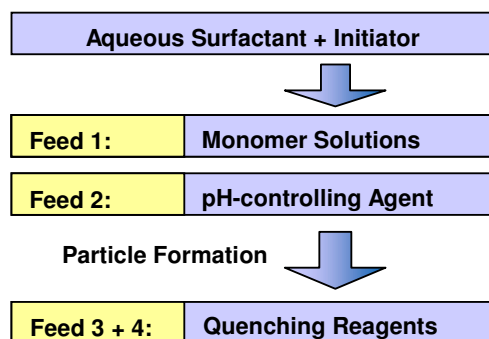 Aqueous Surfactant + Initiator
Feed 1: Monomer Solutions
Feed 2: pH-controlling Agent
Particle Formation
Feed 3 + 4: Quenching Reagents